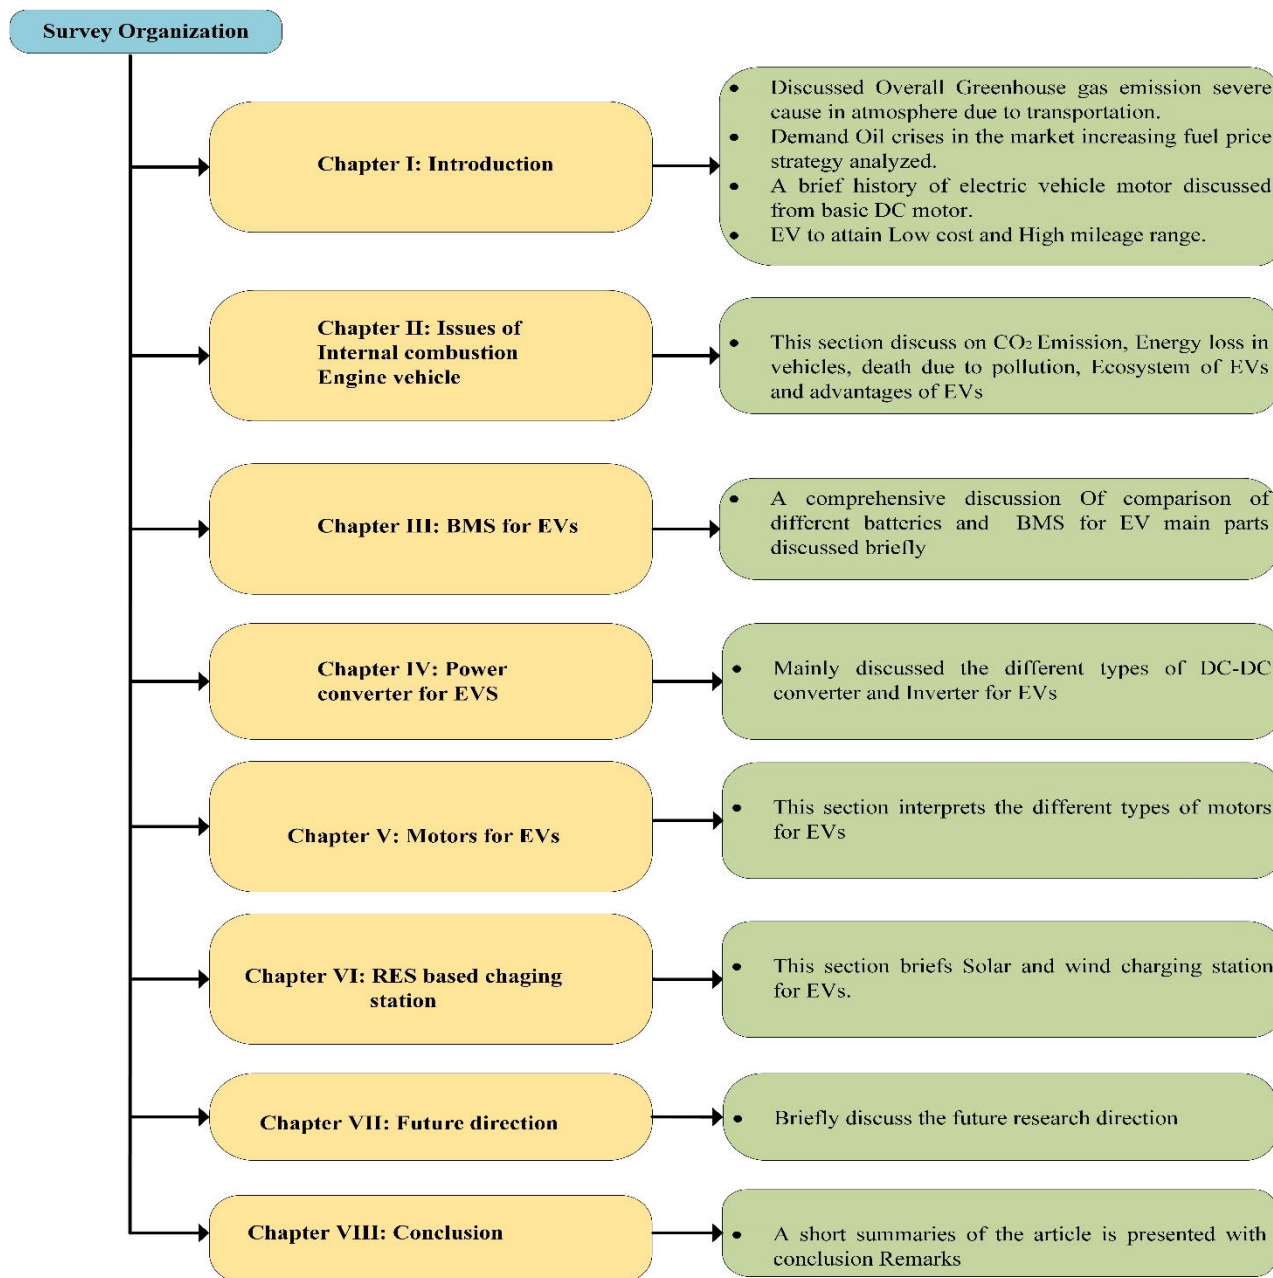 Survey Organization
Chapter I: Introduction
• Discussed Overall Greenhouse gas emission severe
cause in atmosphere due to transportation.
• Demand Oil crises in the market increasing fuel price
strategy analyzed.
• A brief history of electric vehicle motor discussed
from basic DC motor.
• EV to attain Low cost and High mileage range.
Chapter II: Issues of
Internal combustion
Engine vehicle
• This section discuss on CO₂ Emission, Energy loss in
vehicles, death due to pollution, Ecosystem of EVs
and advantages of EVs
Chapter III: BMS for EVs
• A comprehensive discussion Of comparison of
different batteries and BMS for EV main parts
discussed briefly
Chapter IV: Power
converter for EVS
• Mainly discussed the different types of DC-DC
converter and Inverter for EVs
Chapter V: Motors for EVs
• This section interprets the different types of motors
for EVs
Chapter VI: RES based chaging
station
• This section briefs Solar and wind charging station
for EVs.
Chapter VII: Future direction
• Briefly discuss the future research direction
Chapter VIII: Conclusion
• A short summaries of the article is presented with
conclusion Remarks